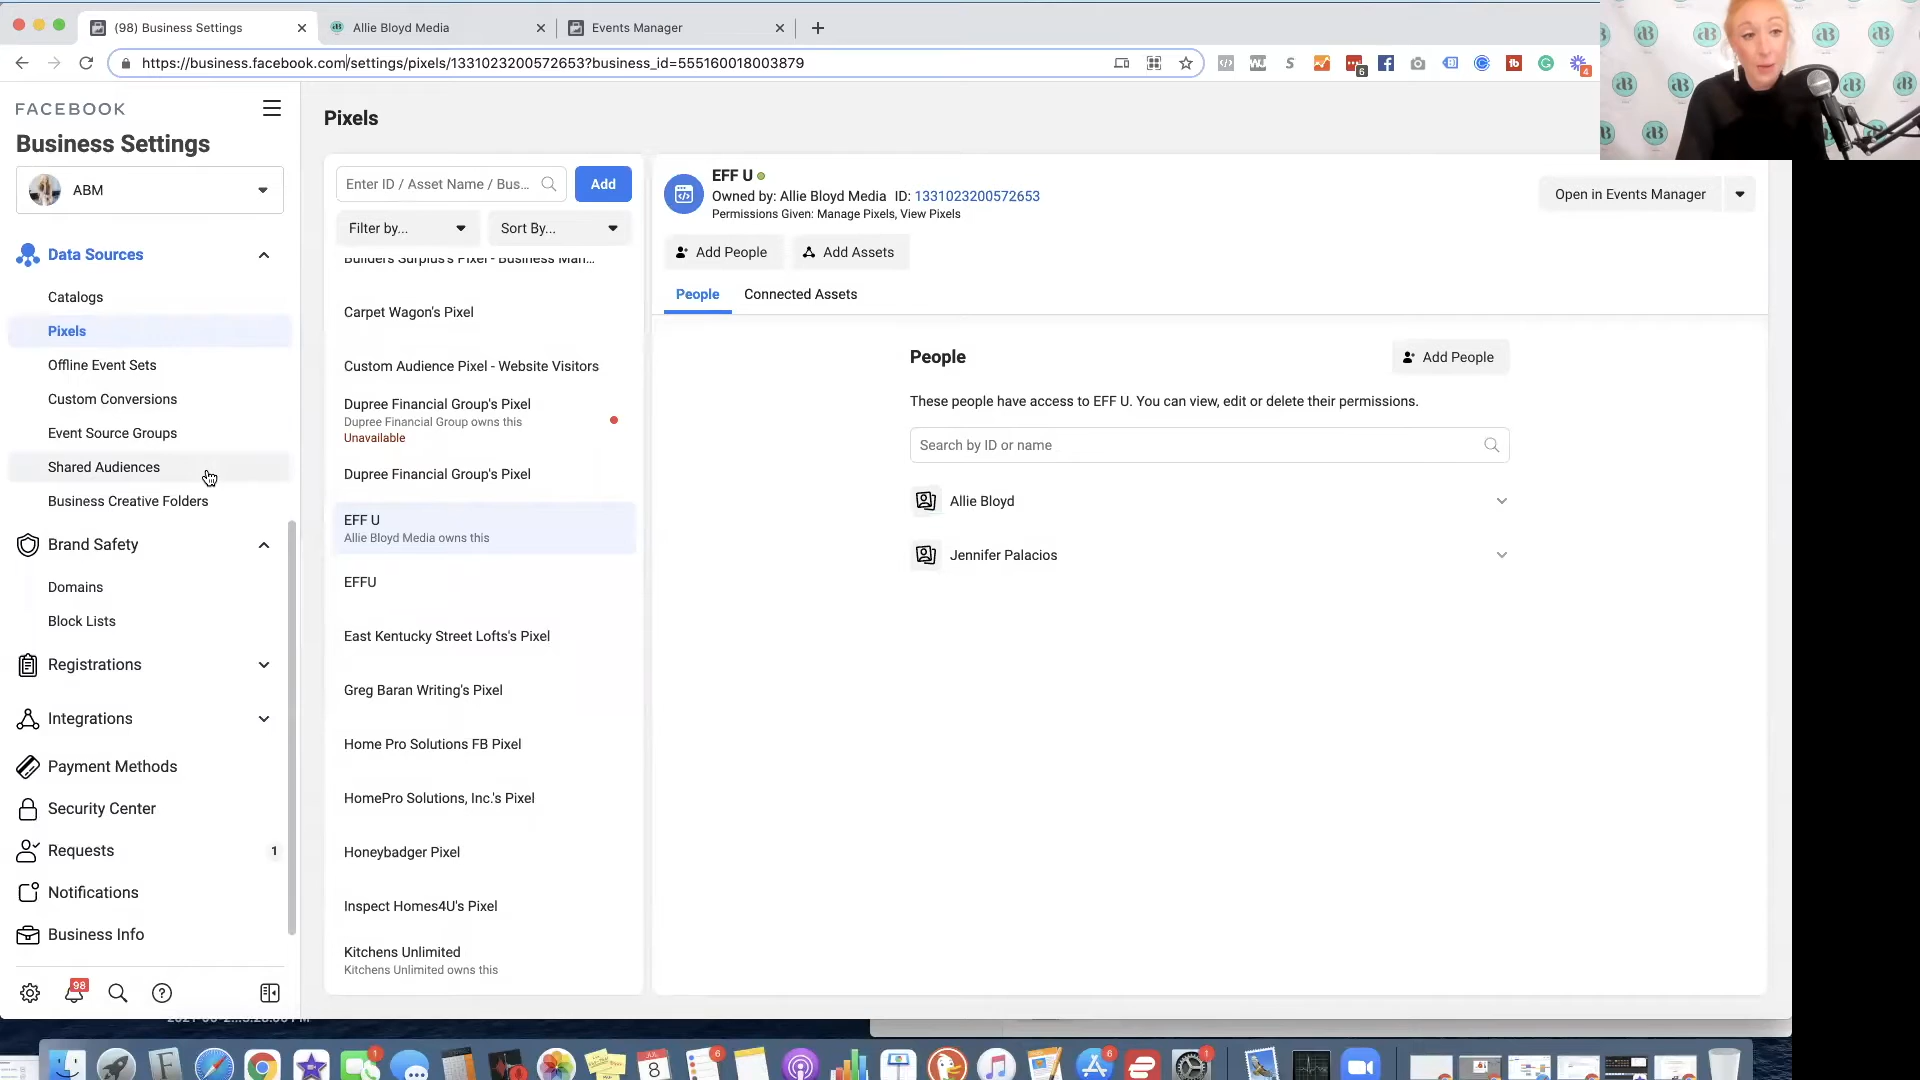 (98) Business Settings
Allie Bloyd Media
Events Manager
https://business.facebook.com/settings/pixels/1331023200572653?business_id=555160018003879
FACEBOOK
Business Settings
ABM
Data Sources
Catalogs
Pixels
Offline Event Sets
Custom Conversions
Event Source Groups
Shared Audiences
Business Creative Folders
Brand Safety
Domains
Block Lists
Registrations
Integrations
Payment Methods
Security Center
Requests
1
Notifications
Business Info
98
Pixels
Enter ID / Asset Name / Bus...
Add
Filter by...
Sort By...
Builders Surplus's Pixel - Business Man...
Carpet Wagon's Pixel
Custom Audience Pixel - Website Visitors
Dupree Financial Group's Pixel
Dupree Financial Group owns this
Unavailable
Dupree Financial Group's Pixel
EFF U
Allie Bloyd Media owns this
EFFU
East Kentucky Street Lofts's Pixel
Greg Baran Writing's Pixel
Home Pro Solutions FB Pixel
HomePro Solutions, Inc.'s Pixel
Honeybadger Pixel
Inspect Homes4U's Pixel
Kitchens Unlimited
Kitchens Unlimited owns this
EFF U
Owned by: Allie Bloyd Media ID: 1331023200572653
Permissions Given: Manage Pixels, View Pixels
Open in Events Manager
Add People
Add Assets
People
Connected Assets
People
Add People
These people have access to EFF U. You can view, edit or delete their permissions.
Search by ID or name
Allie Bloyd
Jennifer Palacios
JUL
8